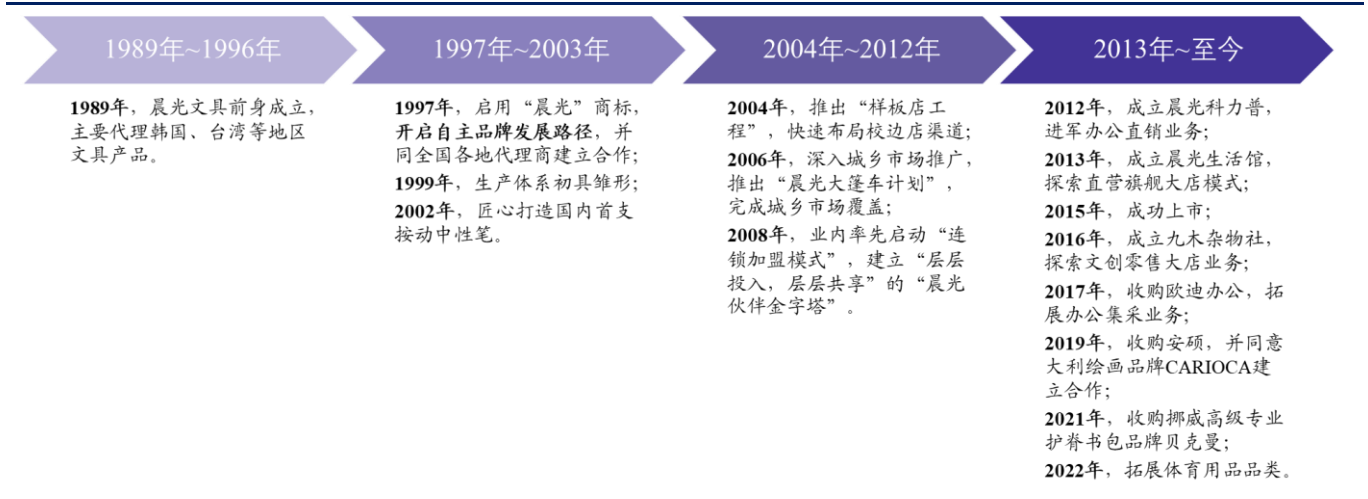 1989年~1996年
1989年，晨光文具前身成立，
主要代理韩国、台湾等地区
文具产品。
1997年~2003年
1997年，启用“晨光”商标，
开启自主品牌发展路径，并
同全国各地代理商建立合作；
1999年，生产体系初具雏形；
2002年，匠心打造国内首支
按动中性笔。
2004年~2012年
2004年，推出“样板店工
程”，快速布局校边店渠道；
2006年，深入城乡市场推广，
推出“晨光大篷车计划”，
完成城乡市场覆盖；
2008年，业内率先启动“连
锁加盟模式”，建立“层层
投入，层层共享”的“晨光
伙伴金字塔”。
2013年~至今
2012年，成立晨光科力普，
进军办公直销业务；
2013年，成立晨光生活馆，
探索直营旗舰大店模式；
2015年，成功上市；
2016年，成立九木杂物社，
探索文创零售大店业务；
2017年，收购欧迪办公，拓
展办公集采业务；
2019年，收购安硕，并同意
大利绘画品牌CARIOCA建
立合作；
2021年，收购挪威高级专业
护脊书包品牌贝克曼；
2022年，拓展体育用品品类。